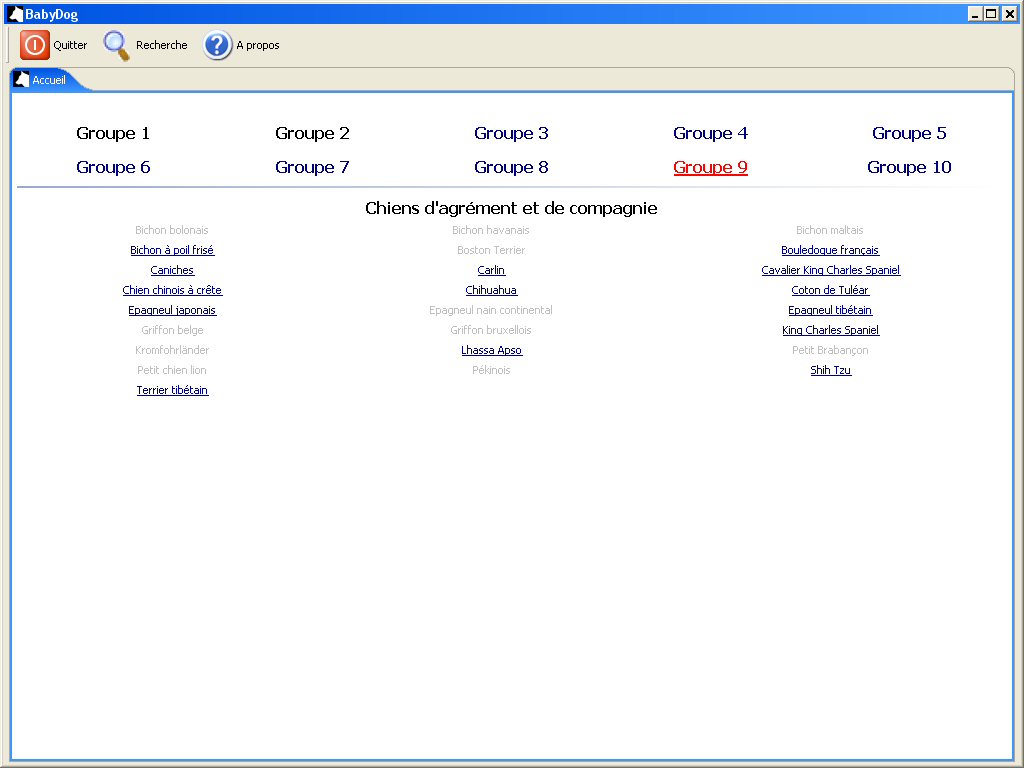 BabyDog
Quitter Recherche A propos
Accueil
Groupe 1 Groupe 2 Groupe 3 Groupe 4 Groupe 5
Groupe 6 Groupe 7 Groupe 8 Groupe 9 Groupe 10
Chiens d'agrément et de compagnie
Bichon bolonais Bichon havanais Bichon maltais
Bichon à poil frisé Boston Terrier Bouledogue français
Caniches Carlin Cavalier King Charles Spaniel
Chien chinois à crête Chihuahua Coton de Tuléar
Epagneul japonais Epagneul nain continental Epagneul tibétain
Griffon belge Griffon bruxellois King Charles Spaniel
Kromfohrländer Lhassa Apso Petit Brabançon
Petit chien lion Pékinois Shih Tzu
Terrier tibétain